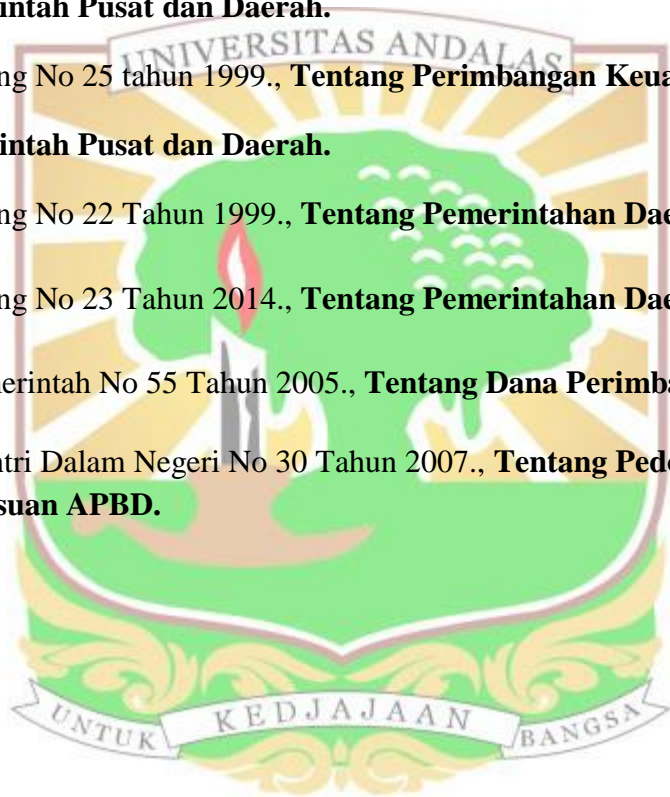 intah Pusat dan Daerah.
UNIVERSITAS ANDALAS
ng No 25 tahun 1999., Tentang Perimbangan Keua
intah Pusat dan Daerah.
ng No 22 Tahun 1999., Tentang Pemerintahan Dae
ng No 23 Tahun 2014., Tentang Pemerintahan Dae
erintah No 55 Tahun 2005., Tentang Dana Perimba
ntri Dalam Negeri No 30 Tahun 2007., Tentang Pedo
suan APBD.
UNTUK KEDJAJAAN BANGSA